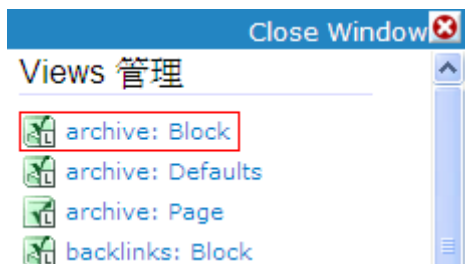 Close Window
Views 管理
archive: Block
archive: Defaults
archive: Page
backlinks: Block